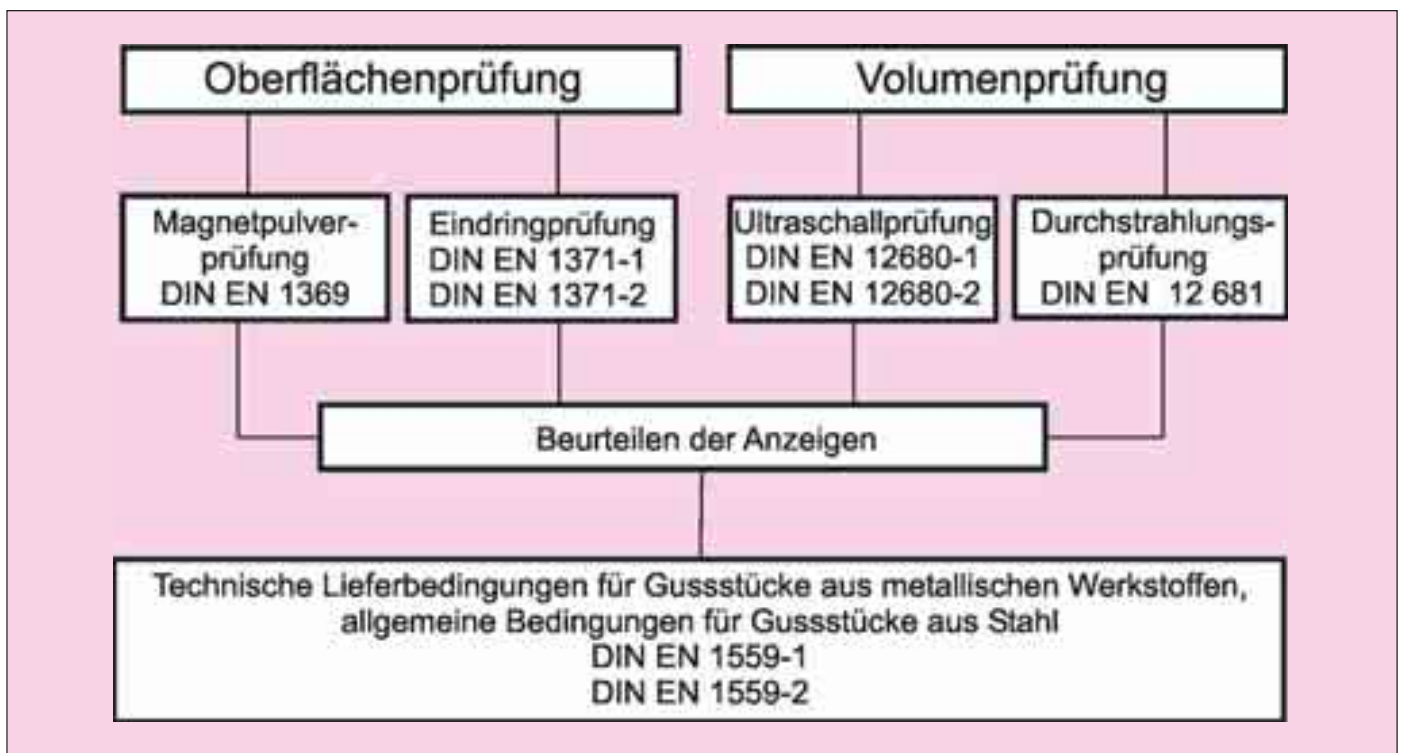 Oberflächenprüfung
Volumenprüfung
Magnetpulver-
prüfung
DIN EN 1369
Eindringprüfung
DIN EN 1371-1
DIN EN 1371-2
Ultraschallprüfung
DIN EN 12680-1
DIN EN 12680-2
Durchstrahlungs-
prüfung
DIN EN 12 681
Beurteilen der Anzeigen
Technische Lieferbedingungen für Gussstücke aus metallischen Werkstoffen,
allgemeine Bedingungen für Gussstücke aus Stahl
DIN EN 1559-1
DIN EN 1559-2